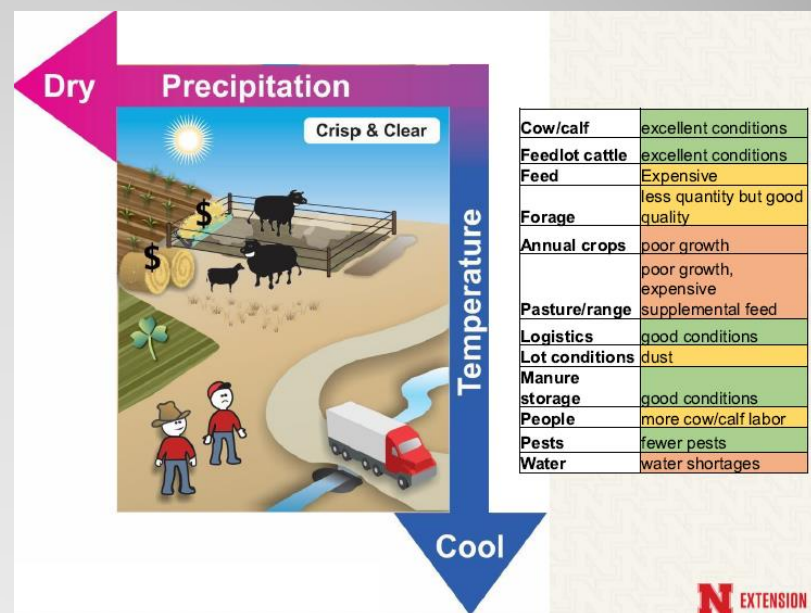 Dry
Precipitation
Crisp & Clear
$
$
Temperature
Cool
Cow/calf excellent conditions
Feedlot cattle excellent conditions
Feed Expensive
less quantity but good
Forage quality
Annual crops poor growth
poor growth,
expensive
Pasture/range supplemental feed
Logistics good conditions
Lot conditions dust
Manure
storage good conditions
People more cow/calf labor
Pests fewer pests
Water water shortages
N EXTENSION